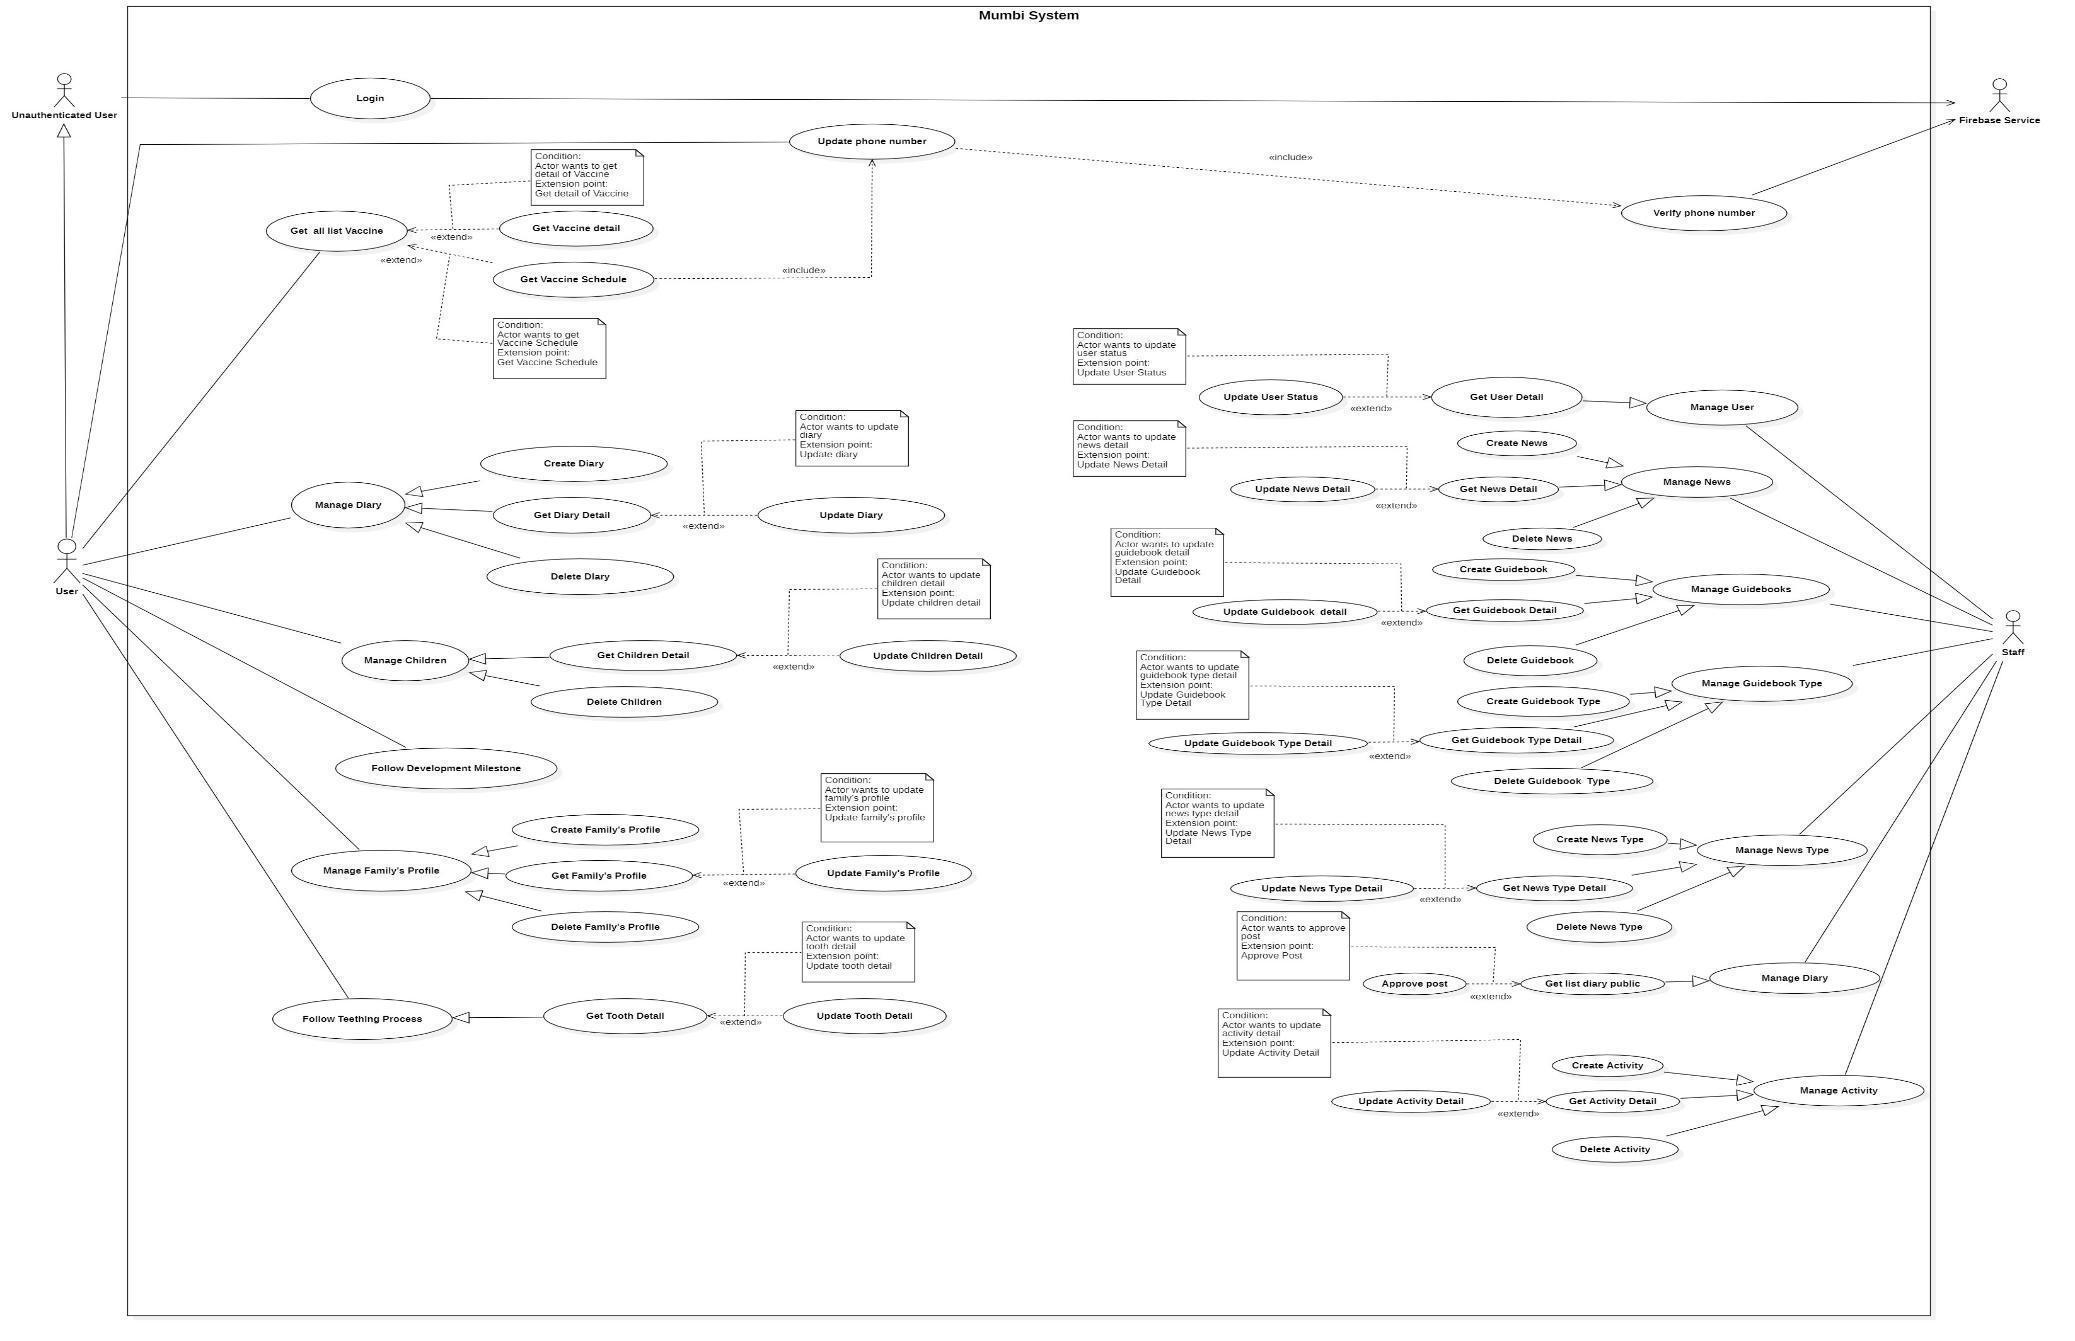 Mumbi System
Unauthenticated User
Login
Firebase Service
Update phone number
«include»
Verify phone number
Condition:
Actor wants to get
detail of Vaccine
Extension point:
Get detail of Vaccine
Get  all list Vaccine
«extend»
Get Vaccine detail
«extend»
Get Vaccine Schedule
«include»
Condition:
Actor wants to get
Vaccine Schedule
Extension point:
Get Vaccine Schedule
Condition:
Actor wants to update
diary
Extension point:
Update diary
Create Diary
Manage Diary
Get Diary Detail
«extend»
Update Diary
Delete DIary
User
Condition:
Actor wants to update
children detail
Extension point:
Update children detail
Manage Children
Get Children Detail
«extend»
Update Children Detail
Delete Children
Follow Development Milestone
Condition:
Actor wants to update
family's profile
Extension point:
Update family's profile
Create Family's Profile
Manage Family's Profile
Get Family's Profile
«extend»
Update Family's Profile
Delete Family's Profile
Condition:
Actor wants to update
tooth detail
Extension point:
Update tooth detail
Follow Teething Process
Get Tooth Detail
«extend»
Update Tooth Detail
Condition:
Actor wants to update
user status
Extension point:
Update User Status
Update User Status
«extend»
Get User Detail
Manage User
Condition:
Actor wants to update
news detail
Extension point:
Update News Detail
Create News
Manage News
Update News Detail
«extend»
Get News Detail
Delete News
Condition:
Actor wants to update
guidebook detail
Extension point:
Update Guidebook
Detail
Create Guidebook
Manage Guidebooks
Update Guidebook  detail
«extend»
Get Guidebook Detail
Delete Guidebook
Staff
Condition:
Actor wants to update
guidebook type detail
Extension point:
Update Guidebook
Type Detail
Manage Guidebook Type
Create Guidebook Type
Update Guidebook Type Detail
«extend»
Get Guidebook Type Detail
Delete Guidebook  Type
Condition:
Actor wants to update
news type detail
Extension point:
Update News Type
Detail
Create News Type
Manage News Type
Update News Type Detail
«extend»
Get News Type Detail
Delete News Type
Condition:
Actor wants to approve
post
Extension point:
Approve Post
Approve post
«extend»
Get list diary public
Manage Diary
Condition:
Actor wants to update
activity detail
Extension point:
Update Activity Detail
Create Activity
Manage Activity
Update Activity Detail
«extend»
Get Activity Detail
Delete Activity